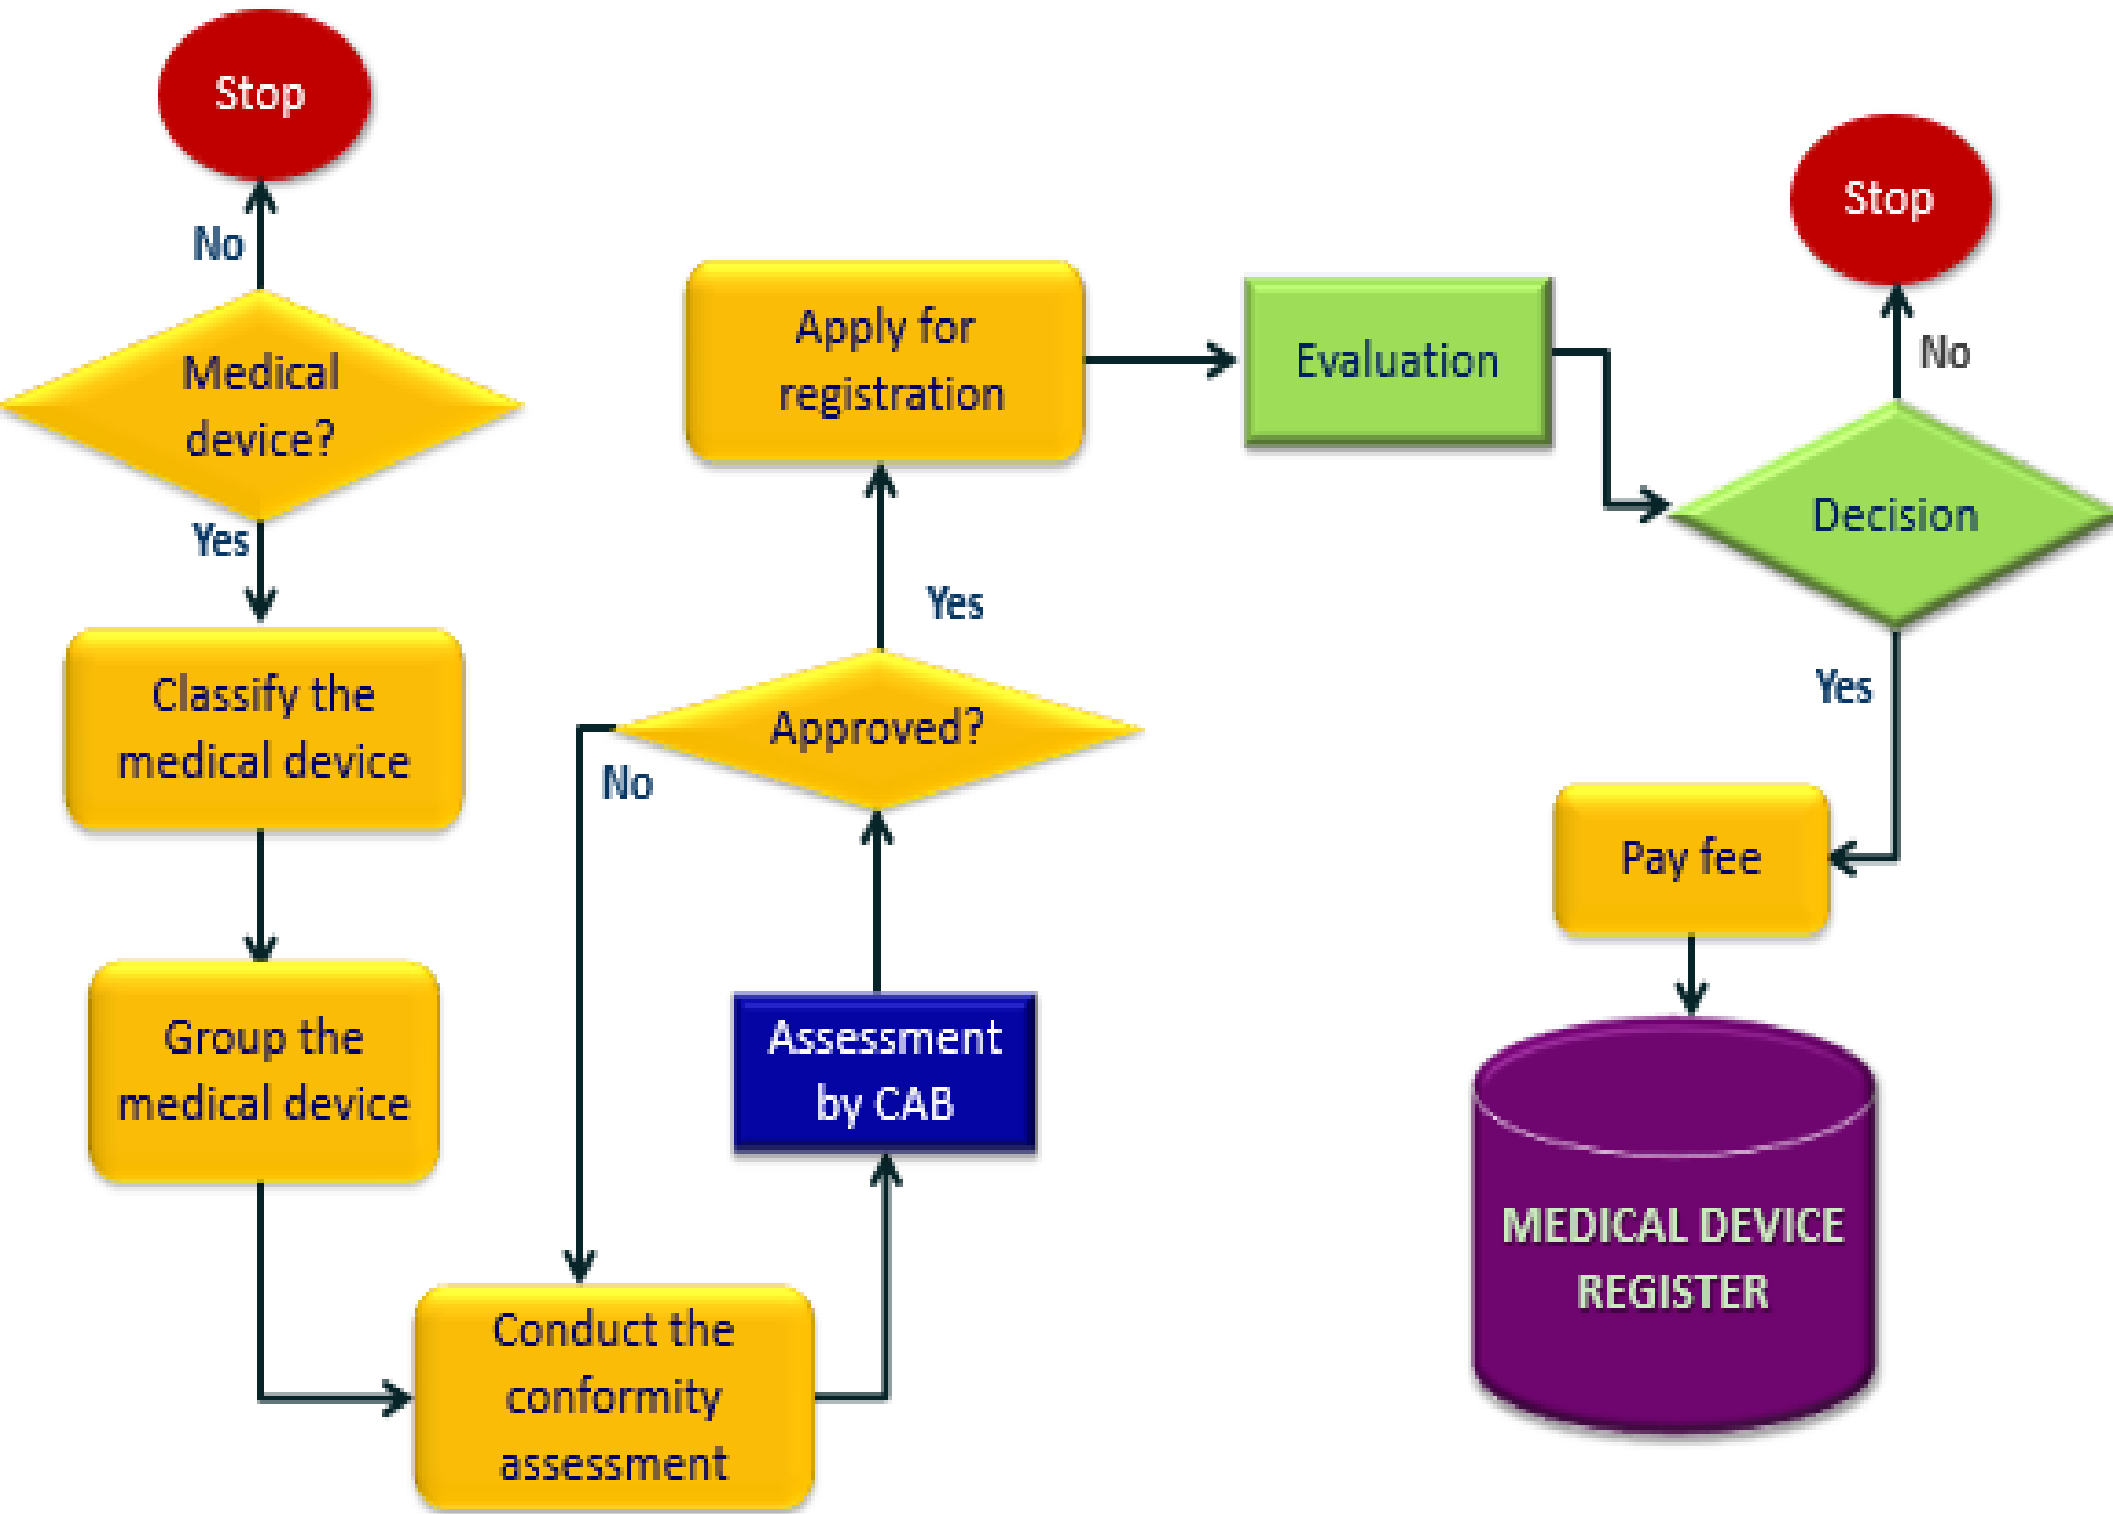 Stop
No
Medical
device?
Yes
Classify the
medical device
Group the
medical device
Conduct the
conformity
assessment
Assessment
by CAB
Approved?
No
Yes
Apply for
registration
Evaluation
Decision
No
Stop
Yes
Pay fee
MEDICAL DEVICE
REGISTER